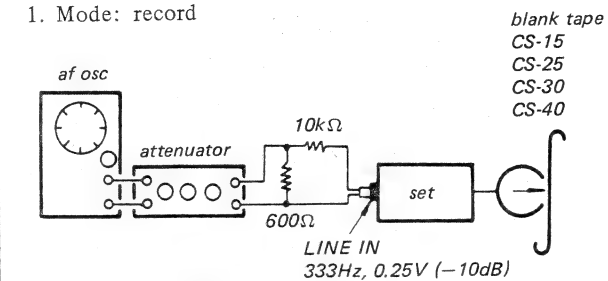 1. Mode: record
blank tape
CS-15
CS-25
CS-30
CS-40
af osc
attenuator
10kΩ
600Ω
set
LINE IN
333Hz, 0.25V (−10dB)